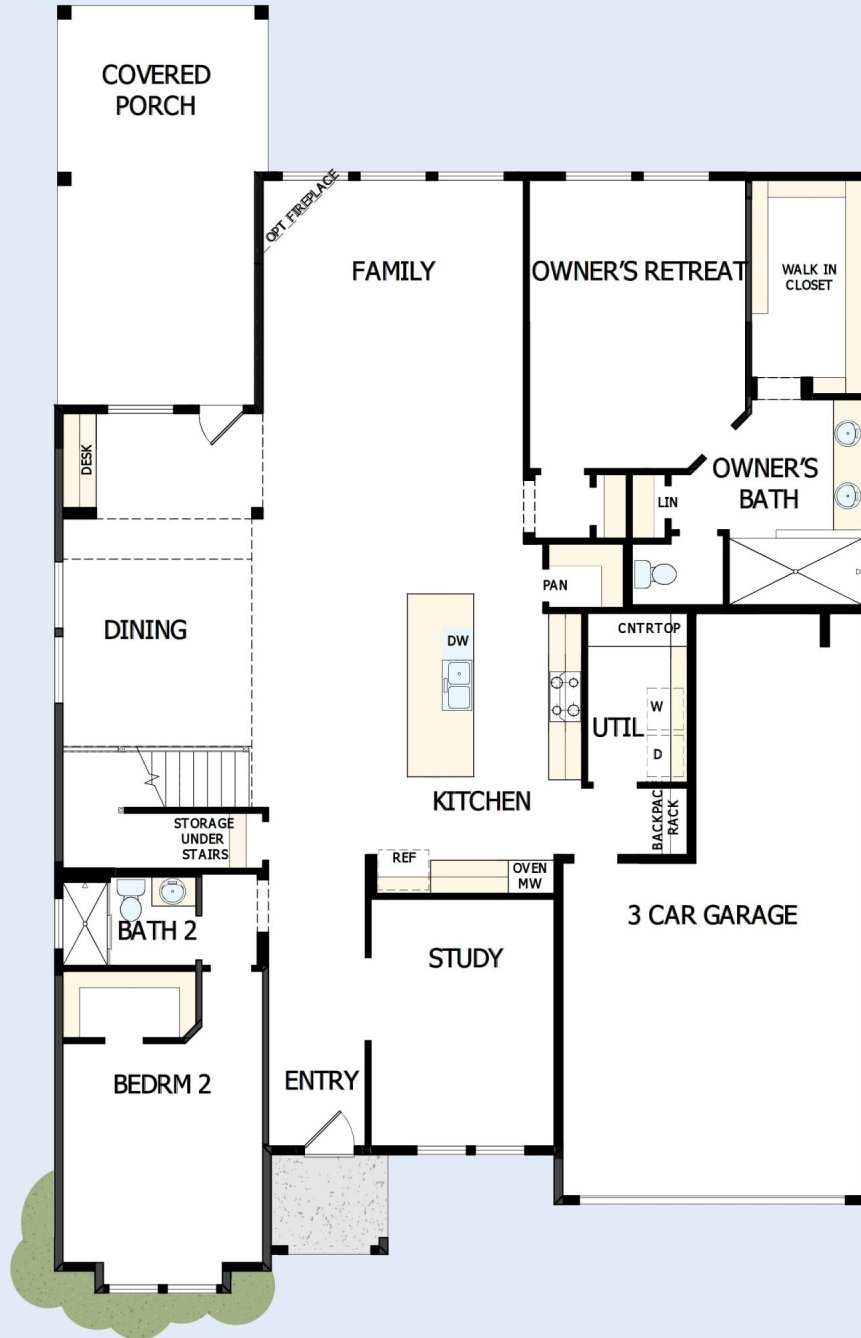 COVERED
PORCH
OPT FIREPLACE
FAMILY
OWNER'S RETREAT
WALK IN
CLOSET
DESK
LIN
OWNER'S
BATH
PAN
DINING
DW
CNTRTOP
W
UTIL
D
KITCHEN
BACKPACK
RACK
STORAGE
UNDER
STAIRS
REF
OVEN
MW
3 CAR GARAGE
BATH 2
STUDY
ENTRY
BEDRM 2